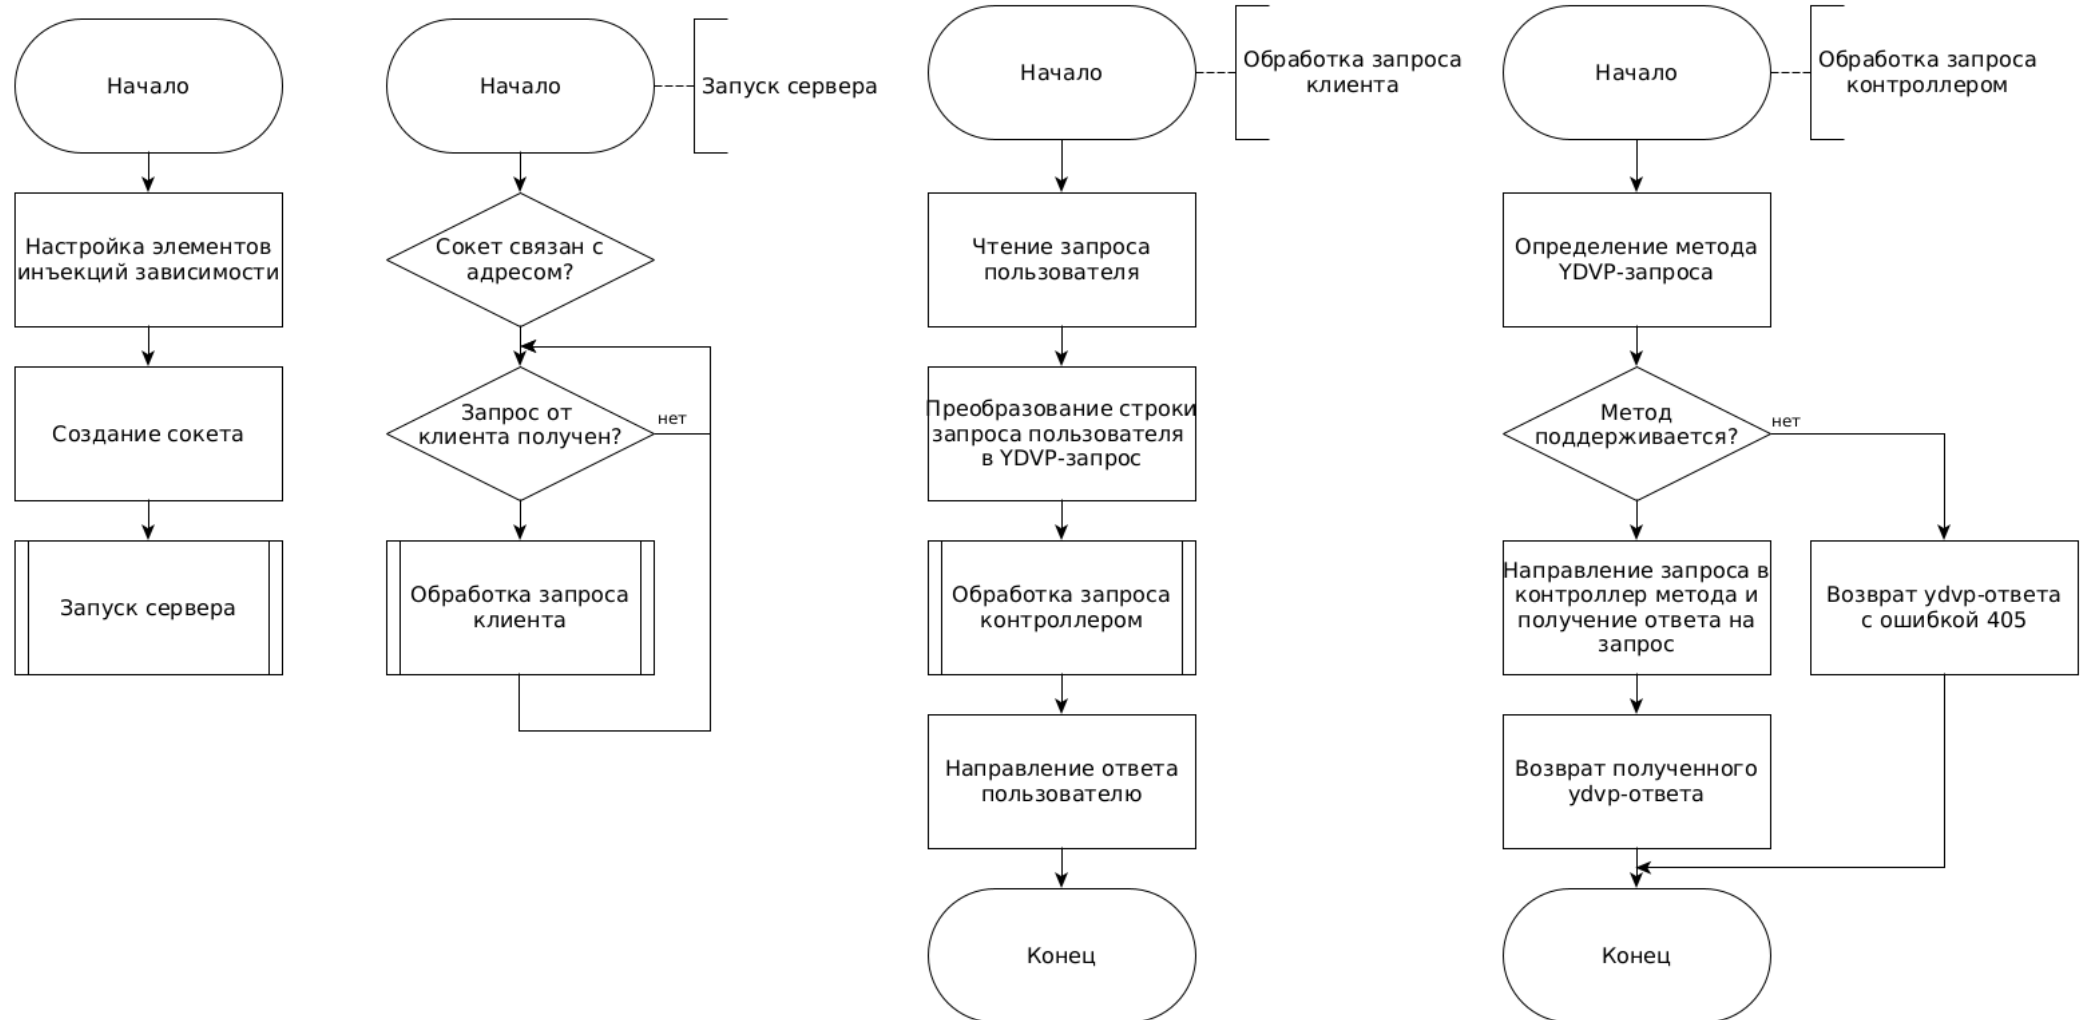 Начало
Настройка элементов
инъекций зависимости
Создание сокета
Запуск сервера
Начало
Запуск сервера
Сокет связан с
адресом?
Запрос от
клиента получен?
нет
Обработка запроса
клиента
Начало
Обработка запроса
клиента
Чтение запроса
пользователя
Преобразование строки
запроса пользователя
в YDVP-запрос
Обработка запроса
контроллером
Направление ответа
пользователю
Конец
Начало
Обработка запроса
контроллером
Определение метода
YDVP-запроса
Метод
поддерживается?
нет
Направление запроса в
контроллер метода и
получение ответа на
запрос
Возврат ydvp-ответа
с ошибкой 405
Возврат полученного
ydvp-ответа
Конец